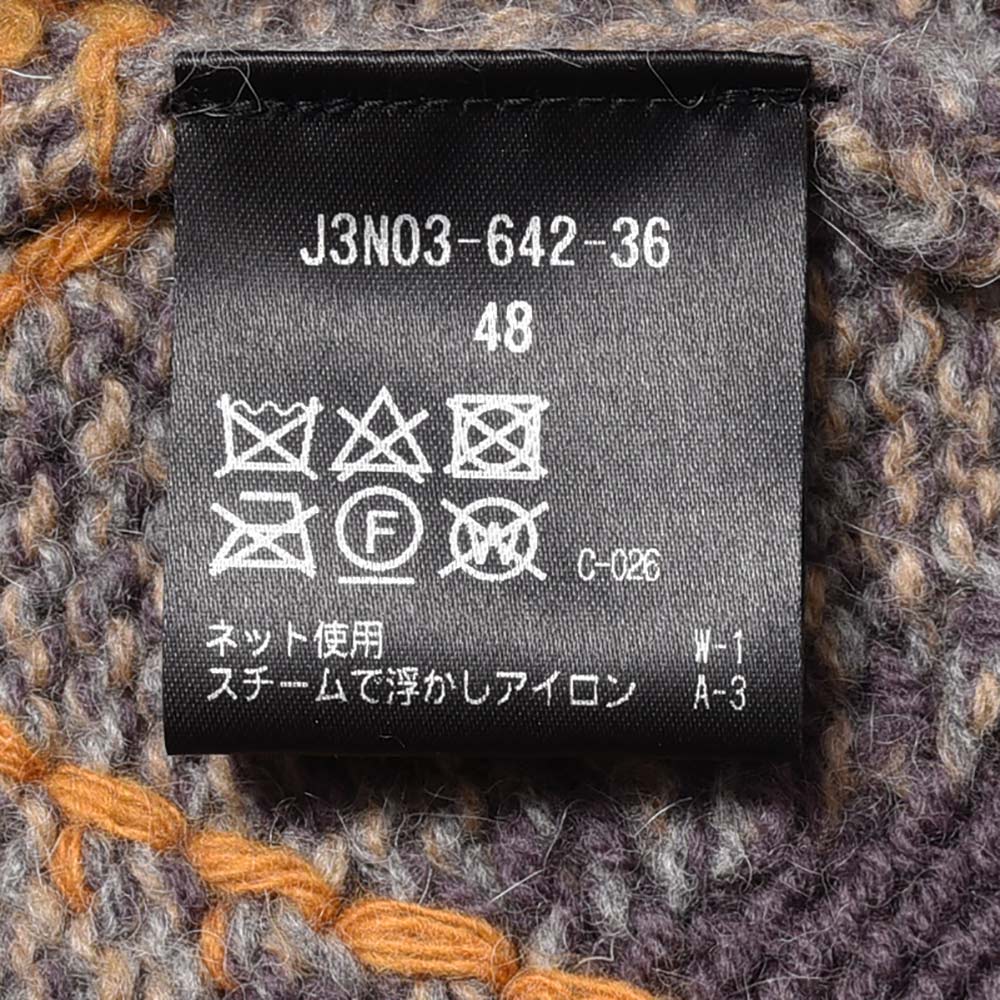 J3N03-642-36
48
F W C-026
ネット使用 W-1
スチームで浮かしアイロン A-3